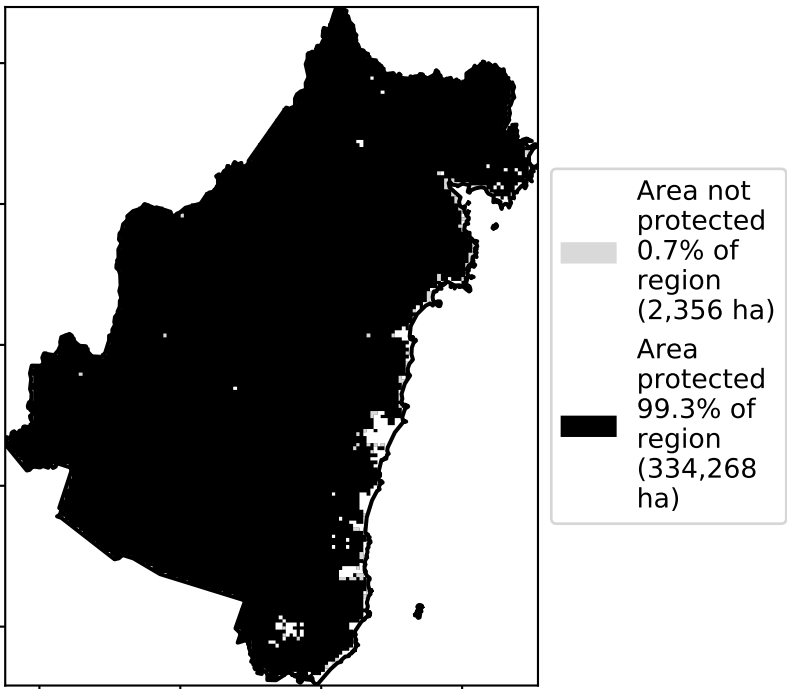 Area not
protected
0.7% of
region
(2,356 ha)
Area
protected
99.3% of
region
(334,268
ha)